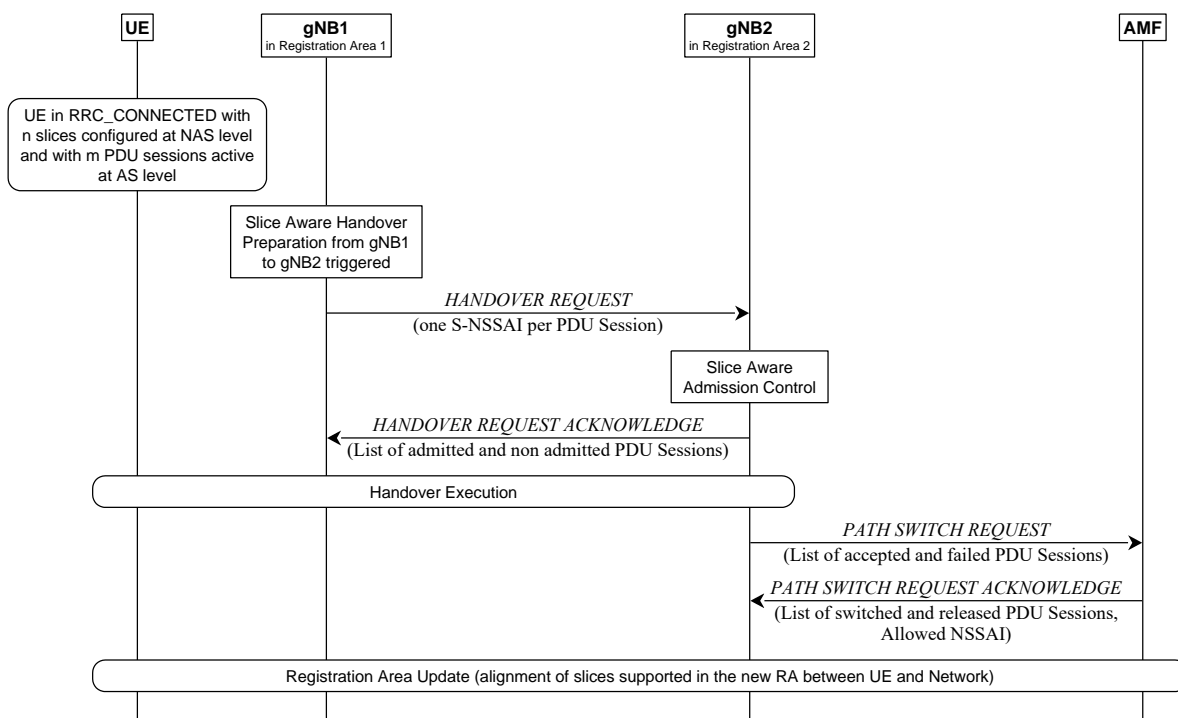 UE
gNB1
in Registration Area 1
gNB2
in Registration Area 2
AMF
UE in RRC_CONNECTED with
n slices configured at NAS level
and with m PDU sessions active
at AS level
Slice Aware Handover
Preparation from gNB1
to gNB2 triggered
HANDOVER REQUEST
(one S-NSSAI per PDU Session)
Slice Aware
Admission Control
HANDOVER REQUEST ACKNOWLEDGE
(List of admitted and non admitted PDU Sessions)
Handover Execution
PATH SWITCH REQUEST
(List of accepted and failed PDU Sessions)
PATH SWITCH REQUEST ACKNOWLEDGE
(List of switched and released PDU Sessions,
Allowed NSSAI)
Registration Area Update (alignment of slices supported in the new RA between UE and Network)